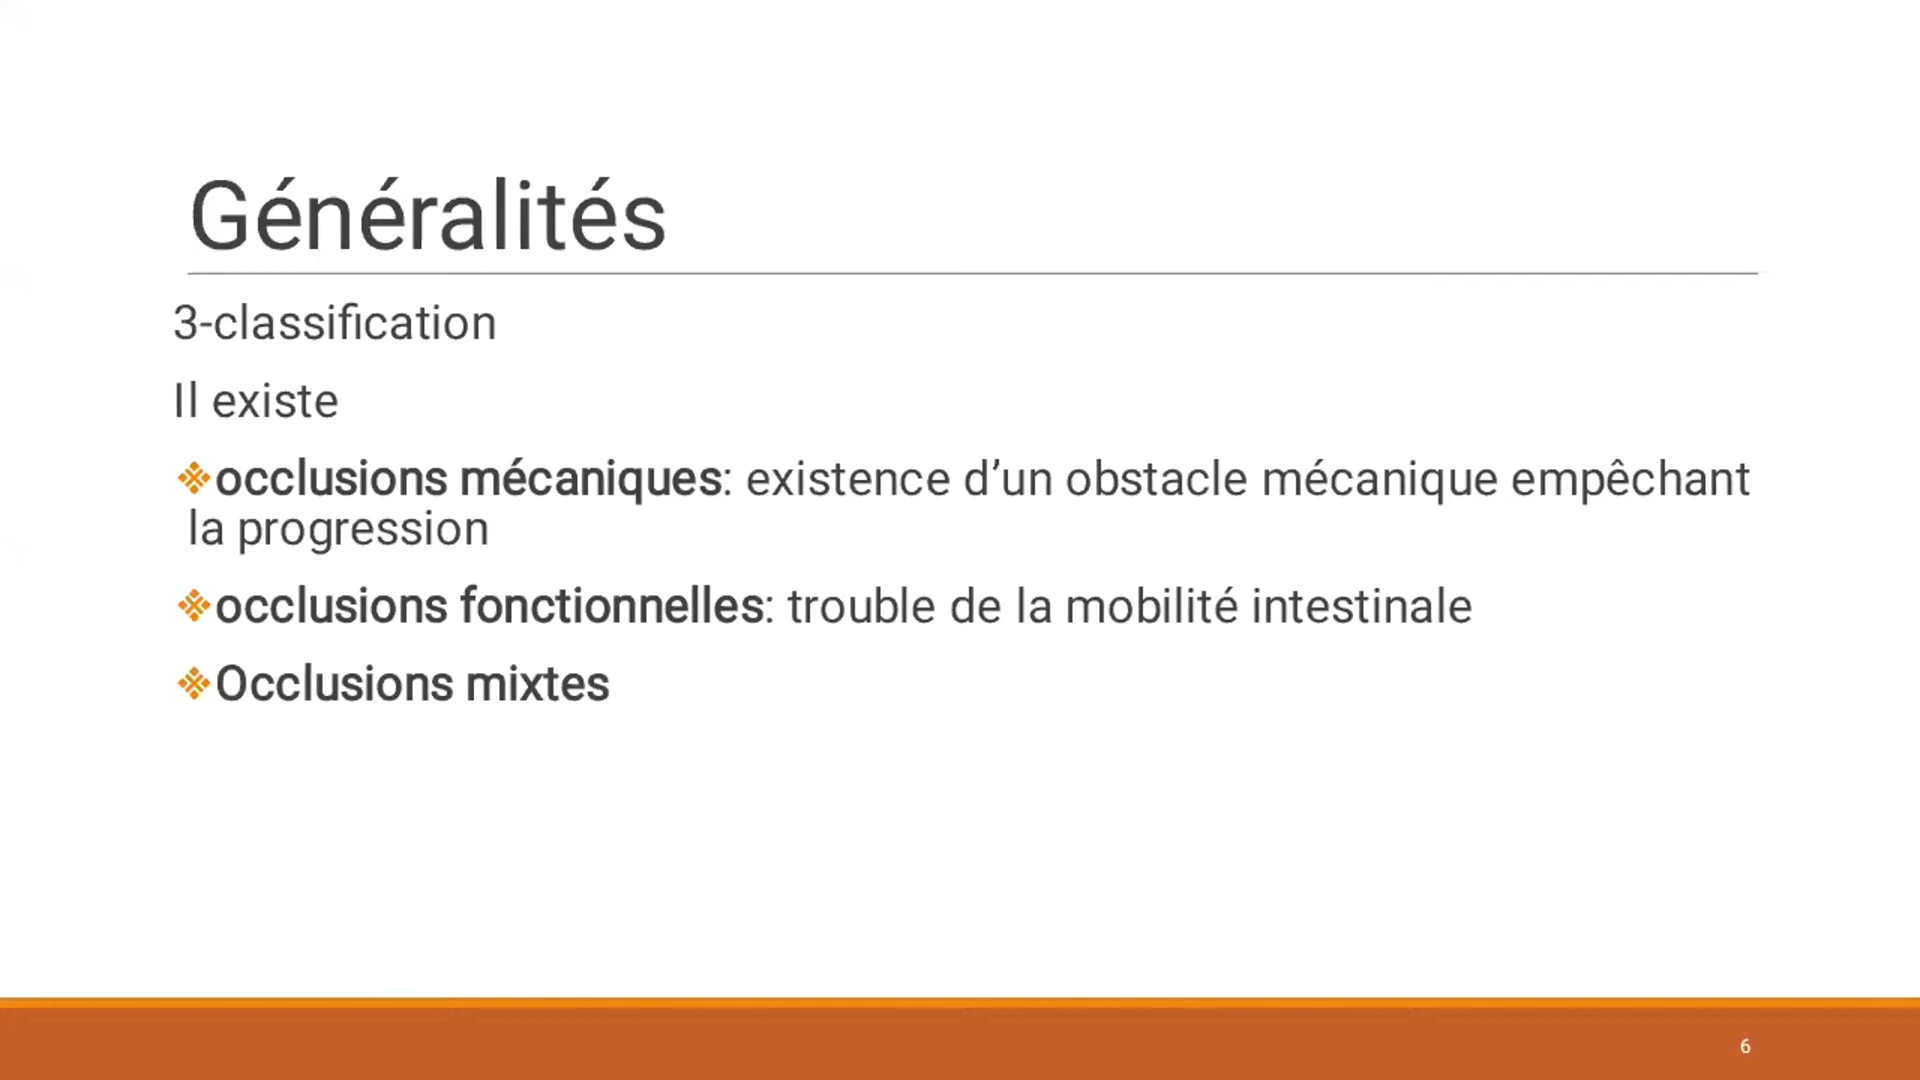 Généralités
3-classification
Il existe
❖occlusions mécaniques: existence d’un obstacle mécanique empêchant
la progression
❖occlusions fonctionnelles: trouble de la mobilité intestinale
❖Occlusions mixtes
6